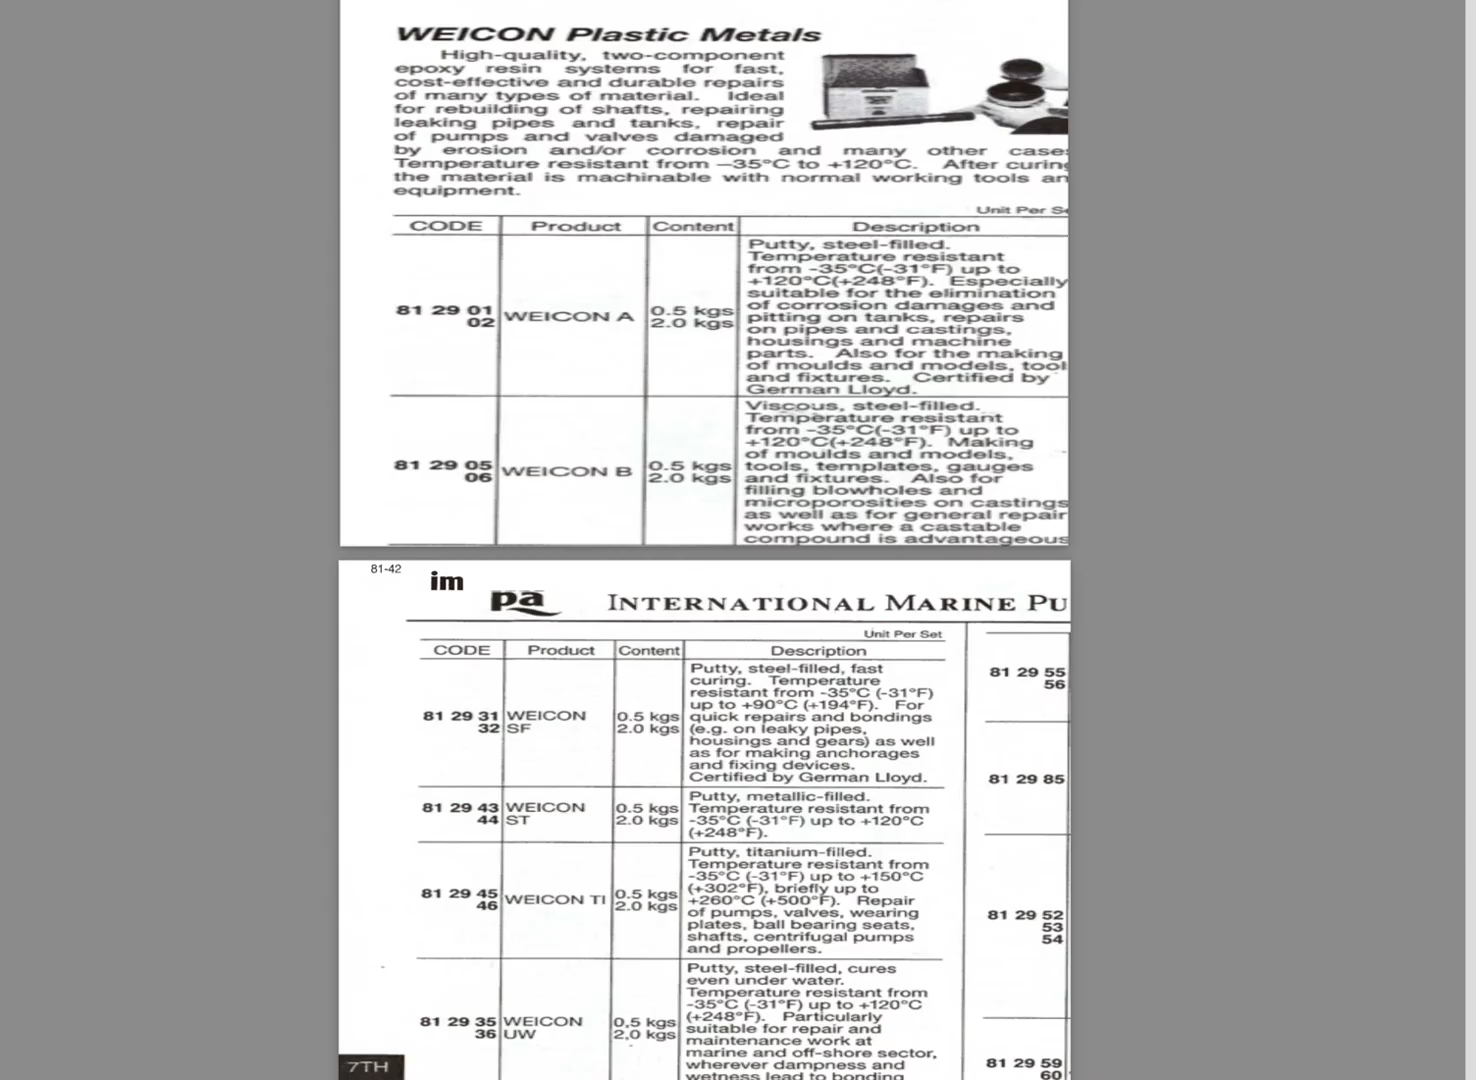 WEICON Plastic Metals
High-quality, two-component
epoxy resin systems for fast,
cost-effective and durable repairs
of many types of material. Ideal
for rebuilding of shafts, repairing
leaking pipes and tanks, repair
of pumps and valves damaged
by erosion and/or corrosion and many other
Temperature resistant from –35°C to +120°C. After
the material is machinable with normal working tools
equipment.
Unit Per
CODE Product Content Description
81 29 01 WEICON A 0.5 kgs
02 2.0 kgs
Putty, steel-filled.
Temperature resistant
from -35°C(-31°F) up to
+120°C(+248°F). Especially
suitable for the elimination
of corrosion damages and
pitting on tanks, repairs
on pipes and castings,
housings and machine
parts. Also for the making
of moulds and models, tool
and fixtures. Certified by
German Lloyd.
81 29 05 WEICON B 0.5 kgs
06 2.0 kgs
Viscous, steel-filled.
Temperature resistant
from -35°C(-31°F) up to
+120°C(+248°F). Making
of moulds and models,
tools, templates, gauges
and fixtures. Also for
filling blowholes and
microporosities on castings
as well as for general repair
works where a castable
compound is advantageous
81-42
im
pa
INTERNATIONAL MARINE PU
Unit Per Set
CODE Product Content Description
81 29 31 WEICON 0.5 kgs
32 SF 2.0 kgs
Putty, steel-filled, fast
curing. Temperature
resistant from -35°C (-31°F)
up to +90°C (+194°F). For
quick repairs and bondings
(e.g. on leaky pipes,
housings and gears) as well
as for making anchorages
and fixing devices.
Certified by German Lloyd.
81 29 43 WEICON 0.5 kgs
44 ST 2.0 kgs
Putty, metallic-filled.
Temperature resistant from
-35°C (-31°F) up to +120°C
(+248°F).
81 29 45 WEICON TI 0.5 kgs
46 2.0 kgs
Putty, titanium-filled.
Temperature resistant from
-35°C (-31°F) up to +150°C
(+302°F), briefly up to
+260°C (+500°F). Repair
of pumps, valves, wearing
plates, ball bearing seats,
shafts, centrifugal pumps
and propellers.
81 29 35 WEICON 0,5 kgs
36 UW 2,0 kgs
Putty, steel-filled, cures
even under water.
Temperature resistant from
-35°C (-31°F) up to +120°C
(+248°F). Particularly
suitable for repair and
maintenance work at
marine and off-shore sector,
wherever dampness and
wetness lead to bonding
81 29 55
56
81 29 85
81 29 52
53
54
81 29 59
60
7TH